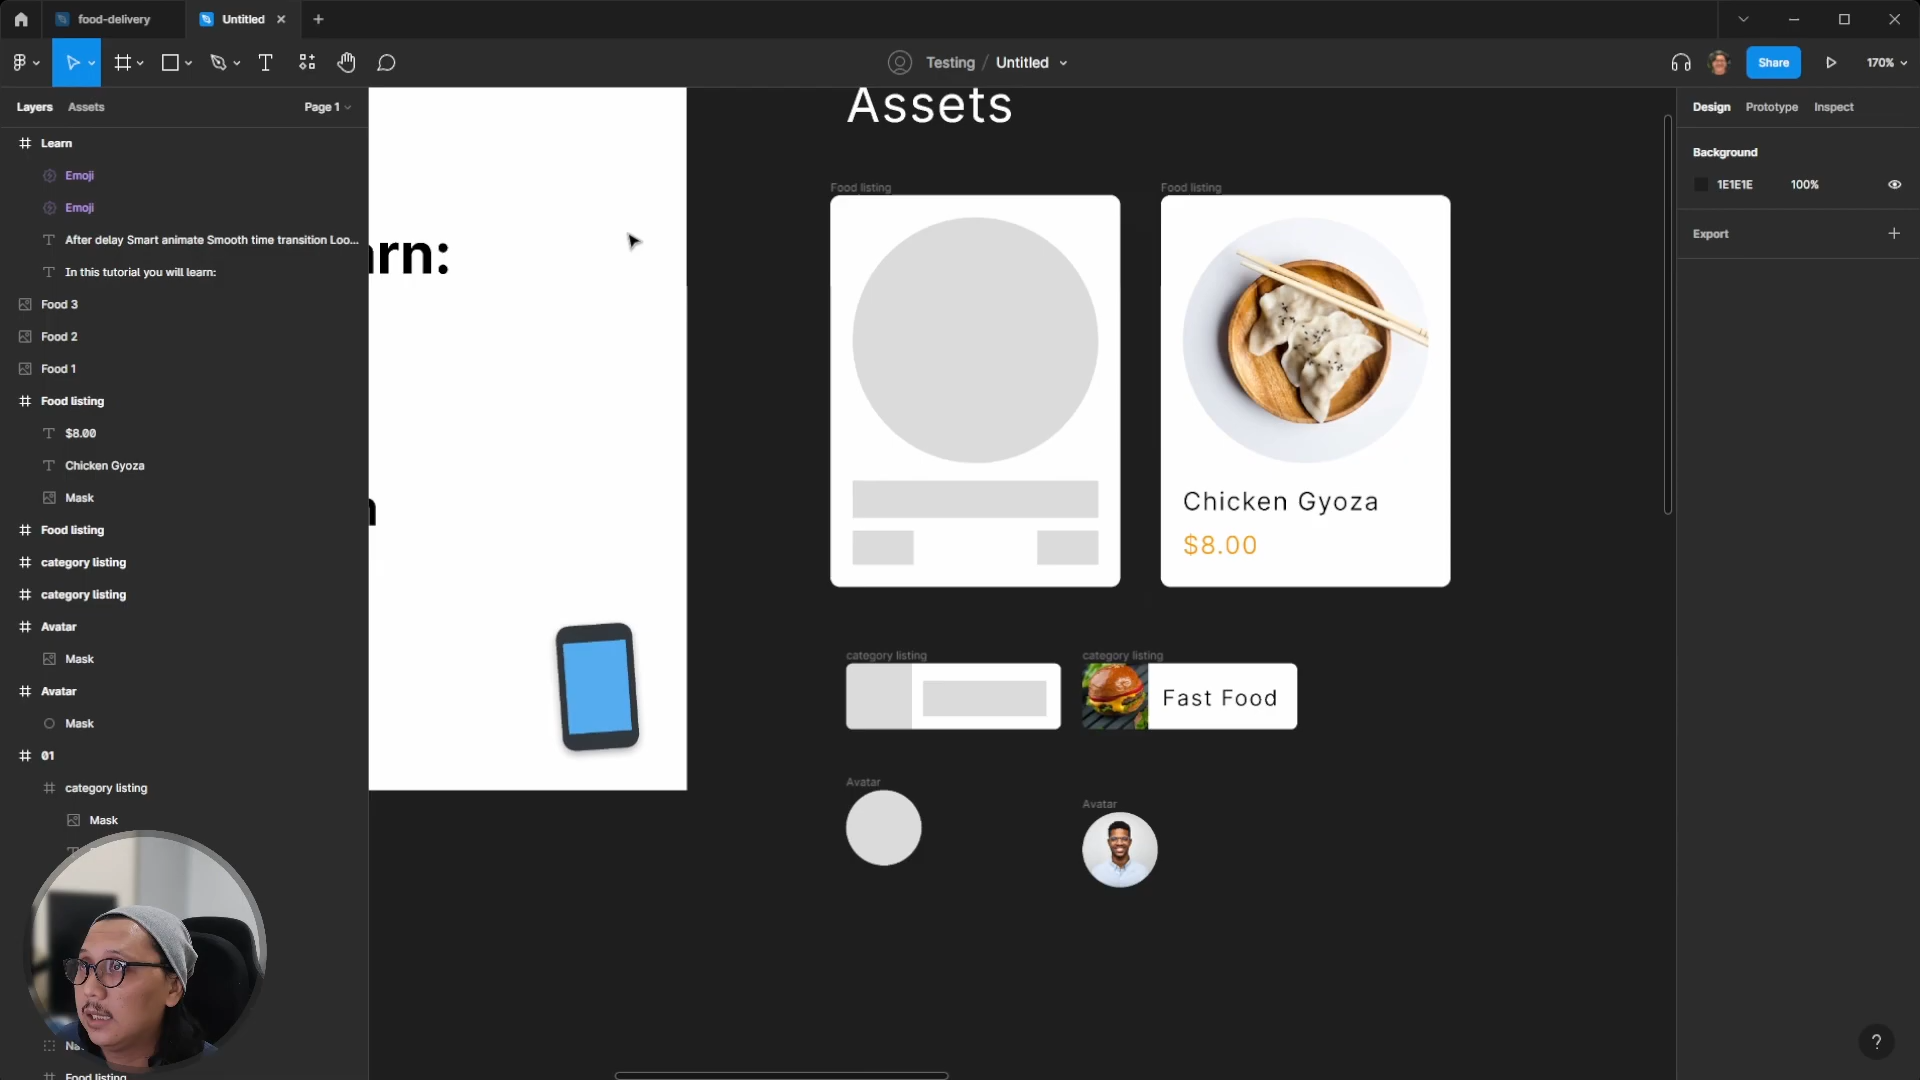 food-delivery
Untitled
Testing / Untitled
Share
170%
Layers
Assets
Page 1
Design
Prototype
Inspect
Learn
Emoji
Emoji
After delay Smart animate Smooth time transition Loo...
In this tutorial you will learn:
Food 3
Food 2
Food 1
Food listing
$8.00
Chicken Gyoza
Mask
Food listing
category listing
category listing
Avatar
Mask
Avatar
Mask
01
category listing
Mask
Food listing
arn:
Assets
Food listing
Food listing
Chicken Gyoza
$8.00
category listing
category listing
Fast Food
Avatar
Avatar
Background
1E1E1E
100%
Export
?